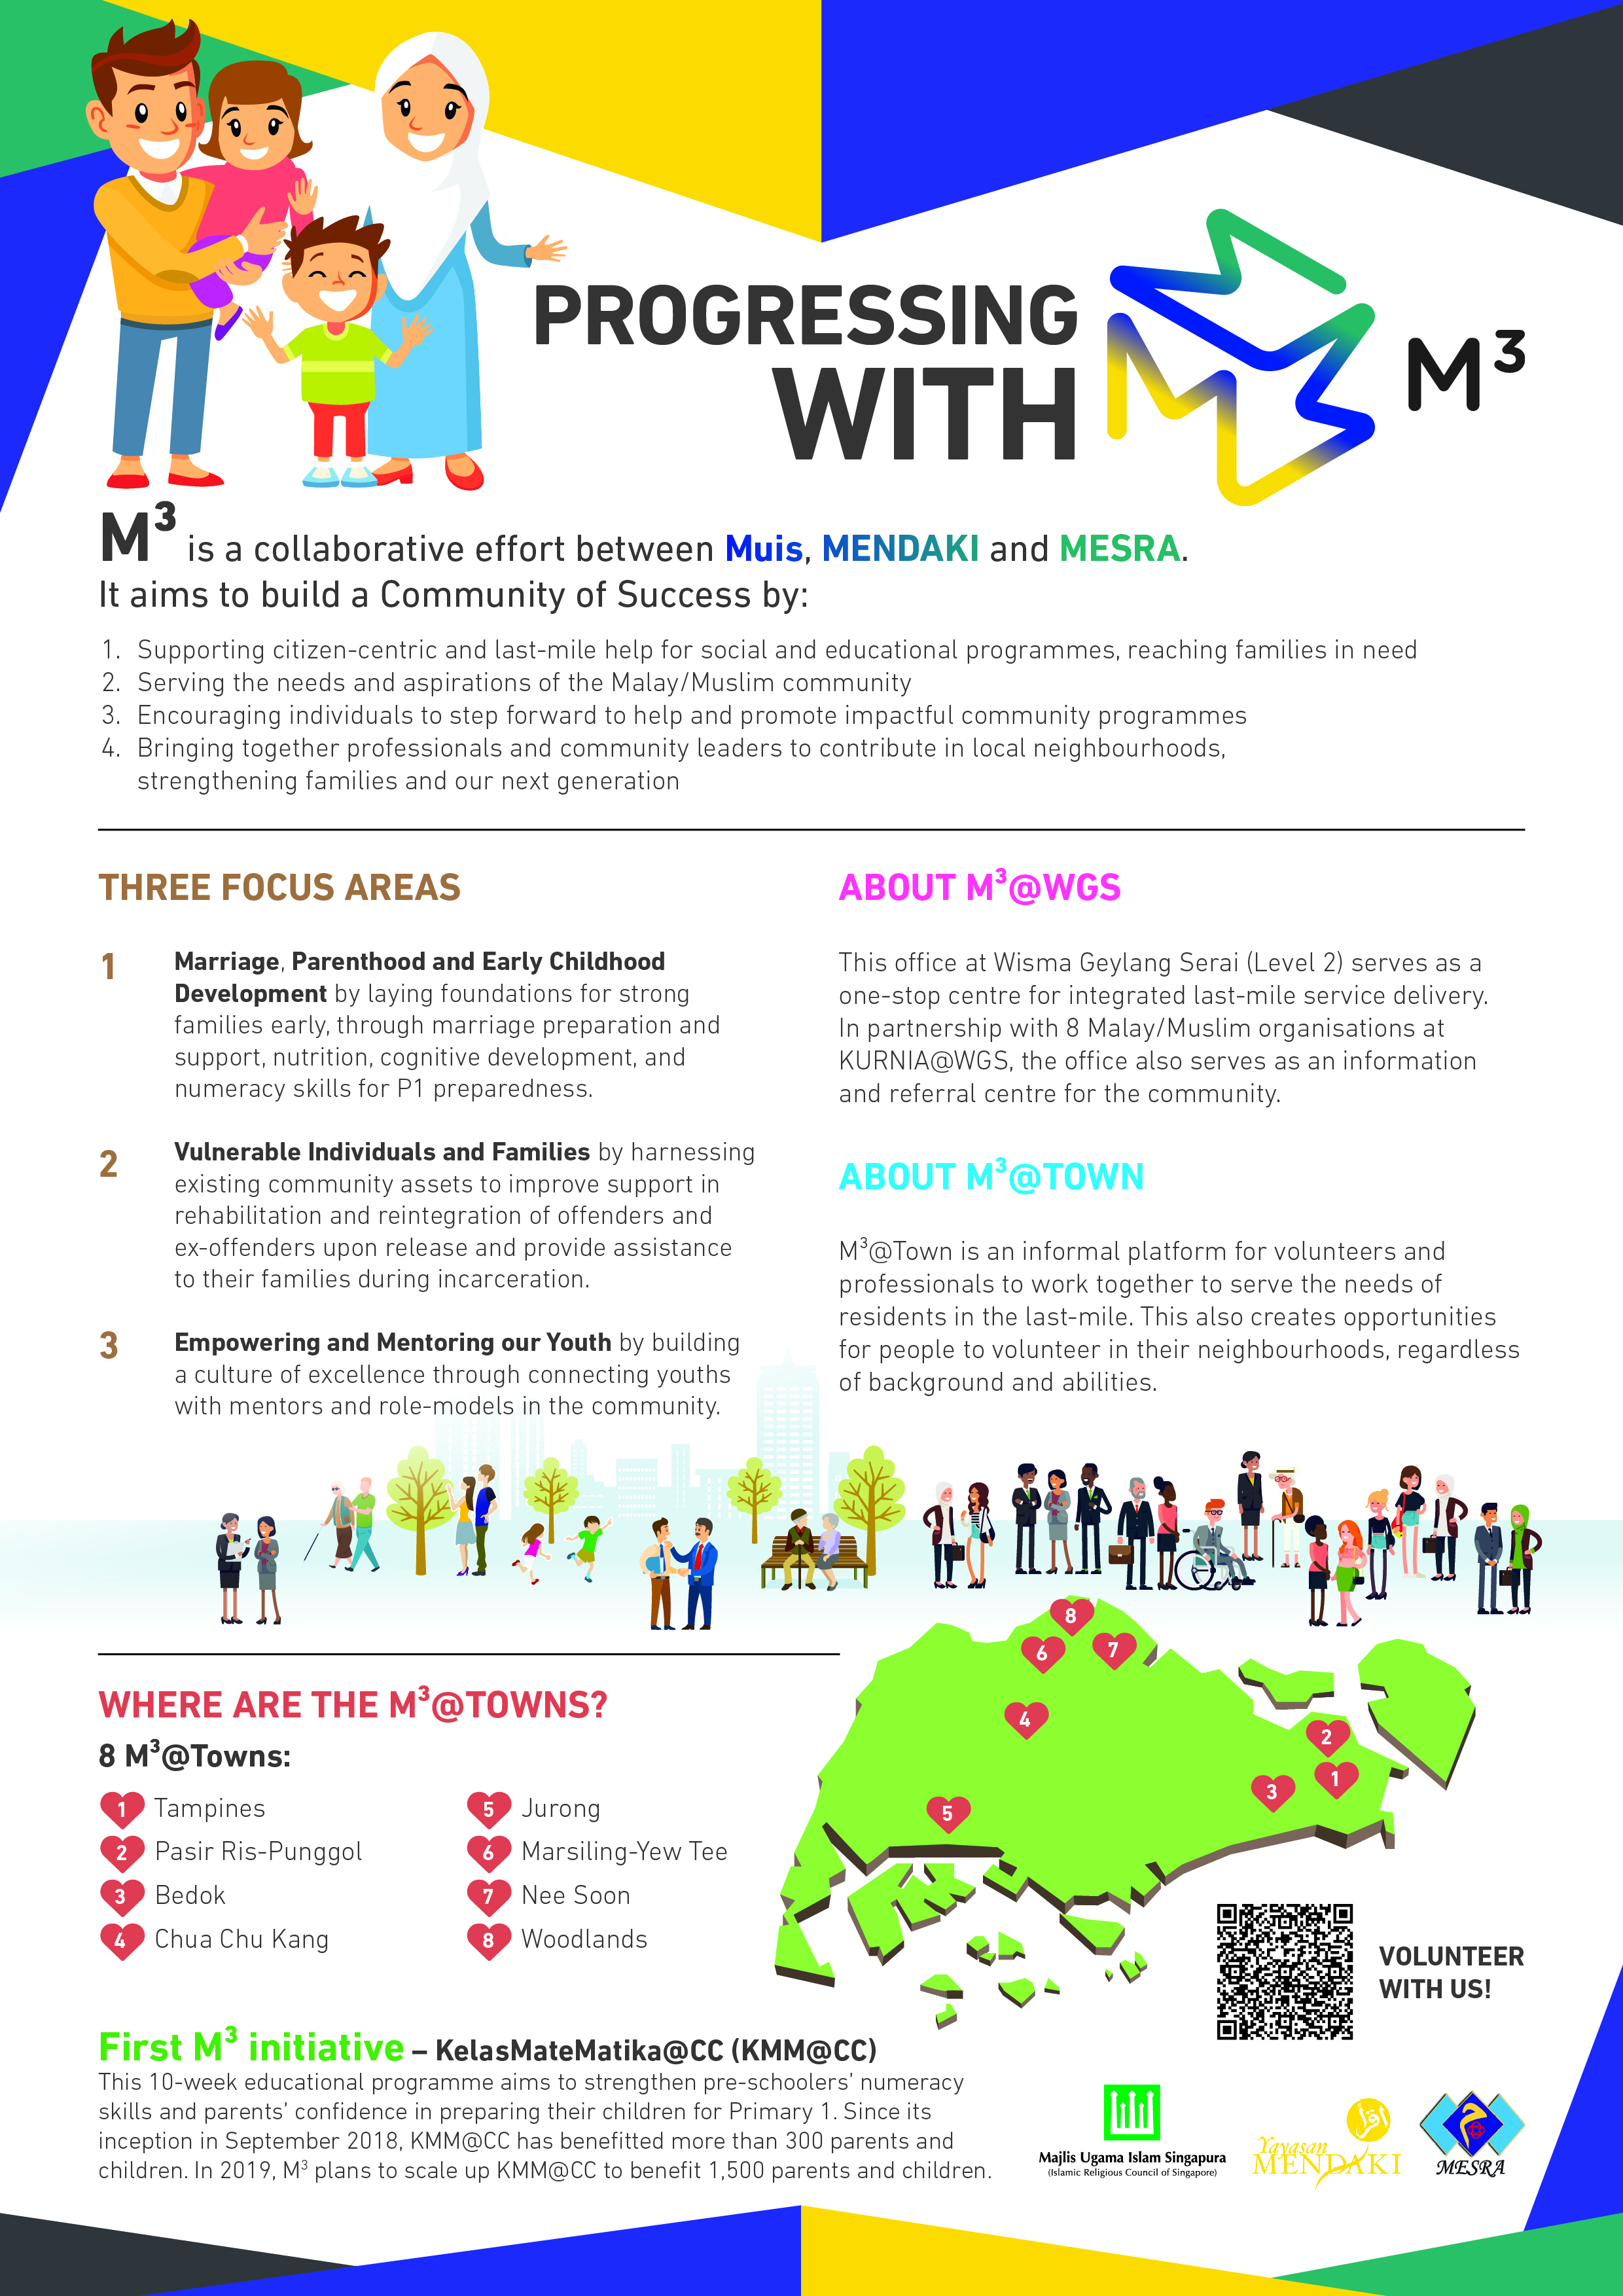 PROGRESSING
WITH
M³
M³ is a collaborative effort between Muis, MENDAKI and MESRA.
It aims to build a Community of Success by:
1. Supporting citizen-centric and last-mile help for social and educational programmes, reaching families in need
2. Serving the needs and aspirations of the Malay/Muslim community
3. Encouraging individuals to step forward to help and promote impactful community programmes
4. Bringing together professionals and community leaders to contribute in local neighbourhoods,
strengthening families and our next generation
THREE FOCUS AREAS
1 Marriage, Parenthood and Early Childhood
Development by laying foundations for strong
families early, through marriage preparation and
support, nutrition, cognitive development, and
numeracy skills for P1 preparedness.
2 Vulnerable Individuals and Families by harnessing
existing community assets to improve support in
rehabilitation and reintegration of offenders and
ex-offenders upon release and provide assistance
to their families during incarceration.
3 Empowering and Mentoring our Youth by building
a culture of excellence through connecting youths
with mentors and role-models in the community.
ABOUT M³@WGS
This office at Wisma Geylang Serai (Level 2) serves as a
one-stop centre for integrated last-mile service delivery.
In partnership with 8 Malay/Muslim organisations at
KURNIA@WGS, the office also serves as an information
and referral centre for the community.
ABOUT M³@TOWN
M³@Town is an informal platform for volunteers and
professionals to work together to serve the needs of
residents in the last-mile. This also creates opportunities
for people to volunteer in their neighbourhoods, regardless
of background and abilities.
WHERE ARE THE M³@TOWNS?
8 M³@Towns:
1 Tampines
2 Pasir Ris-Punggol
3 Bedok
4 Chua Chu Kang
5 Jurong
6 Marsiling-Yew Tee
7 Nee Soon
8 Woodlands
8
6
7
4
2
1
3
5
VOLUNTEER
WITH US!
First M³ initiative – KelasMateMatika@CC (KMM@CC)
This 10-week educational programme aims to strengthen pre-schoolers’ numeracy
skills and parents’ confidence in preparing their children for Primary 1. Since its
inception in September 2018, KMM@CC has benefitted more than 300 parents and
children. In 2019, M³ plans to scale up KMM@CC to benefit 1,500 parents and children.
Majlis Ugama Islam Singapura
(Islamic Religious Council of Singapore)
اقرأ
Yayasan
MENDAKI
MESRA